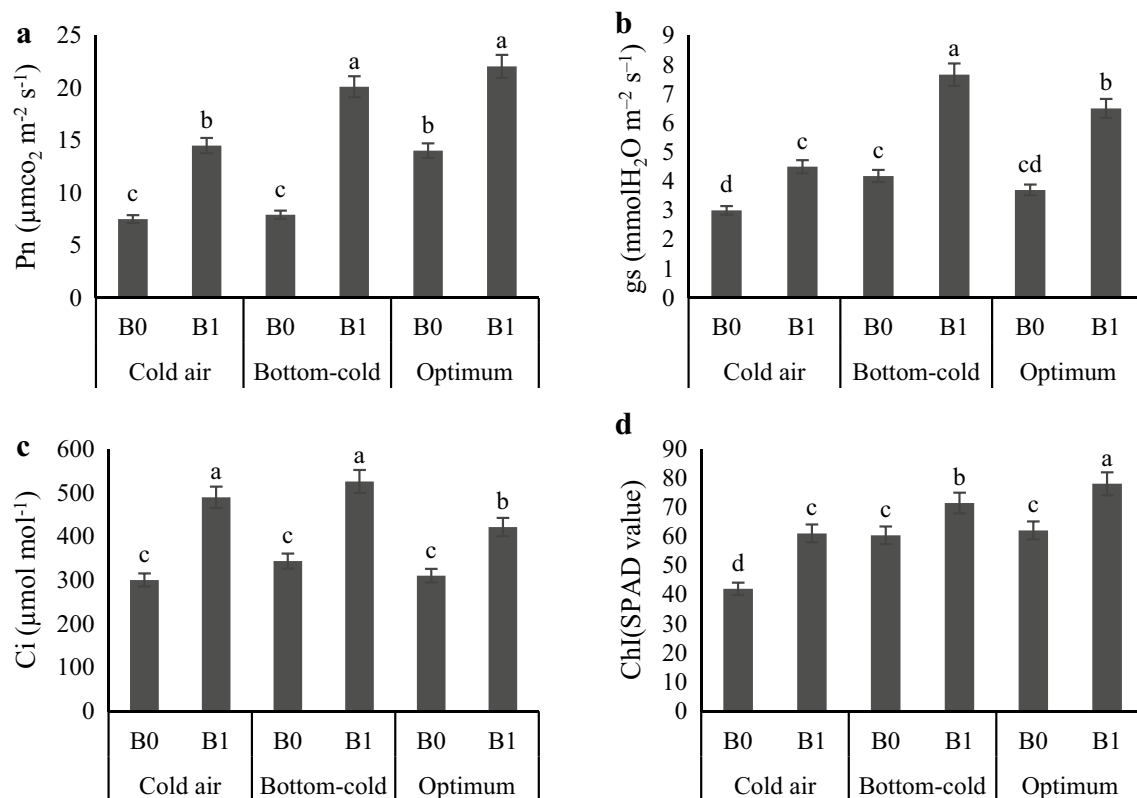 a
25
20
15
10
5
0
Pn (µmco₂ m⁻² s⁻¹)
c b c a b a
B0 B1 B0 B1 B0 B1
Cold air Bottom-cold Optimum
b
9
8
7
6
5
4
3
2
1
0
gs (mmolH₂O m⁻² s⁻¹)
d c c a cd b
B0 B1 B0 B1 B0 B1
Cold air Bottom-cold Optimum
c
600
500
400
300
200
100
0
Ci (µmol mol⁻¹)
c a c a c b
B0 B1 B0 B1 B0 B1
Cold air Bottom-cold Optimum
d
90
80
70
60
50
40
30
20
10
0
ChI(SPAD value)
d c c b c a
B0 B1 B0 B1 B0 B1
Cold air Bottom-cold Optimum